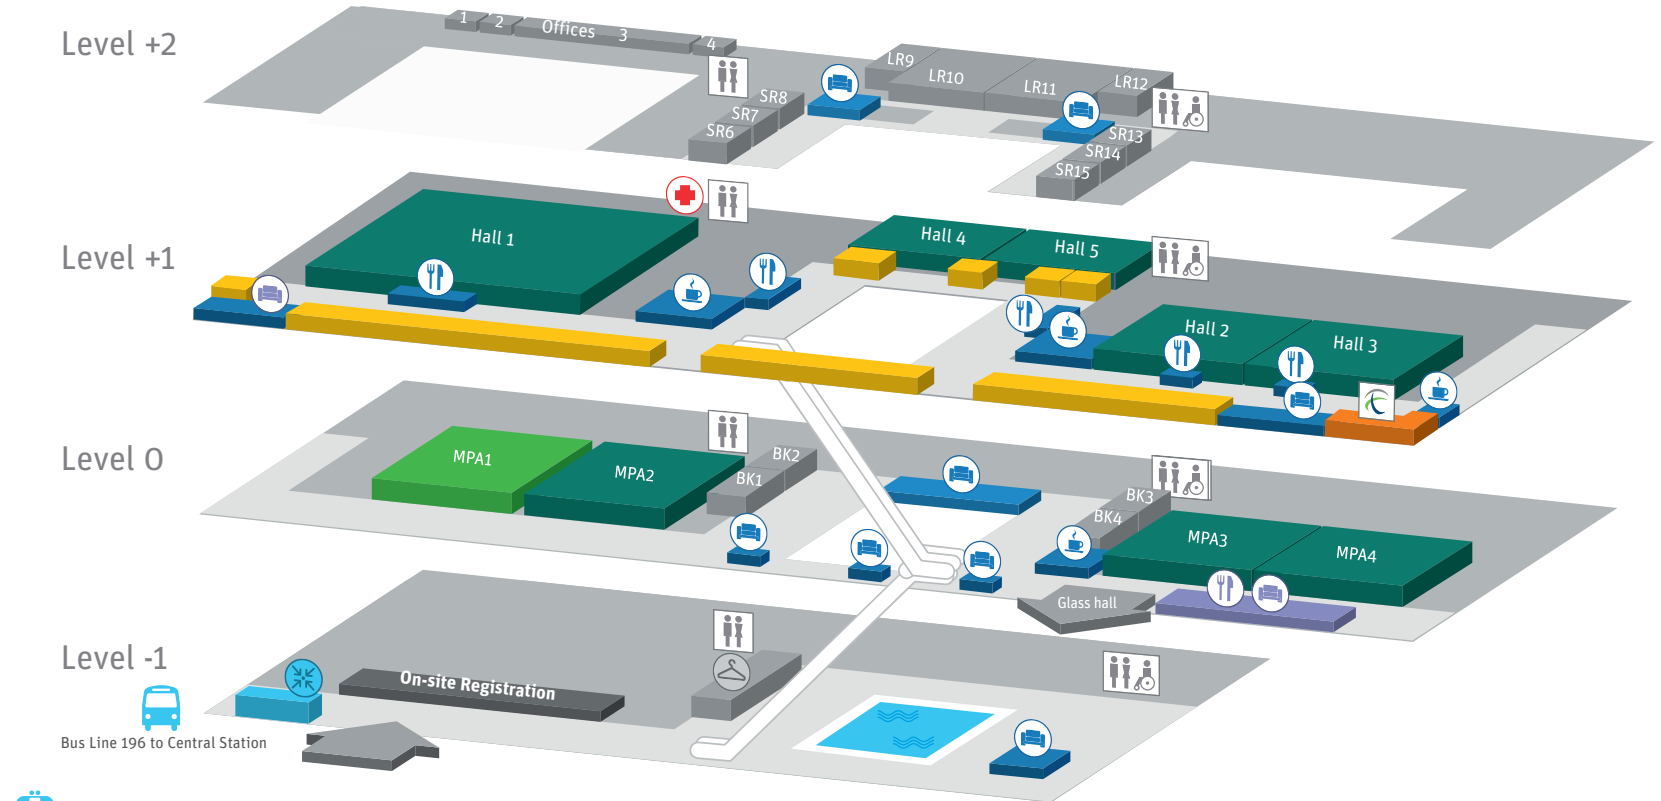 Level +2
1
2
Offices
3
4
LR9
LR10
LR11
LR12
SR8
SR7
SR6
SR13
SR14
SR15
Level +1
Hall 1
Hall 4
Hall 5
Hall 2
Hall 3
Level 0
MPA1
MPA2
BK2
BK1
BK3
BK4
MPA3
MPA4
Glass hall
Level -1
On-site Registration
Bus Line 196 to Central Station